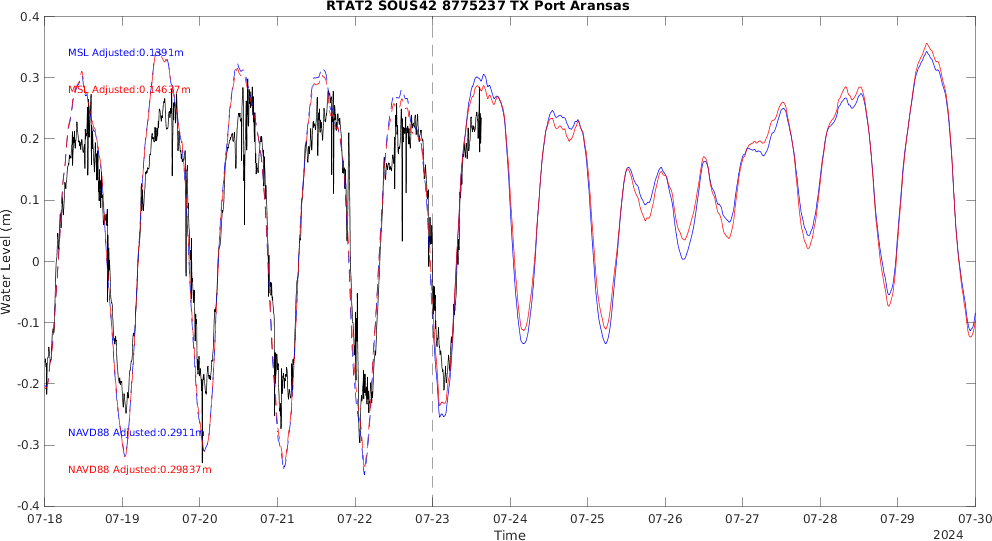 RTAT2 SOUS42 8775237 TX Port Aransas
0.4
0.3
0.2
0.1
0
-0.1
-0.2
-0.3
-0.4
Water Level (m)
MSL Adjusted:0.1391m
MSL Adjusted:0.14637m
NAVD88 Adjusted:0.2911m
NAVD88 Adjusted:0.29837m
07-18 07-19 07-20 07-21 07-22 07-23 07-24 07-25 07-26 07-27 07-28 07-29 07-30
Time
2024